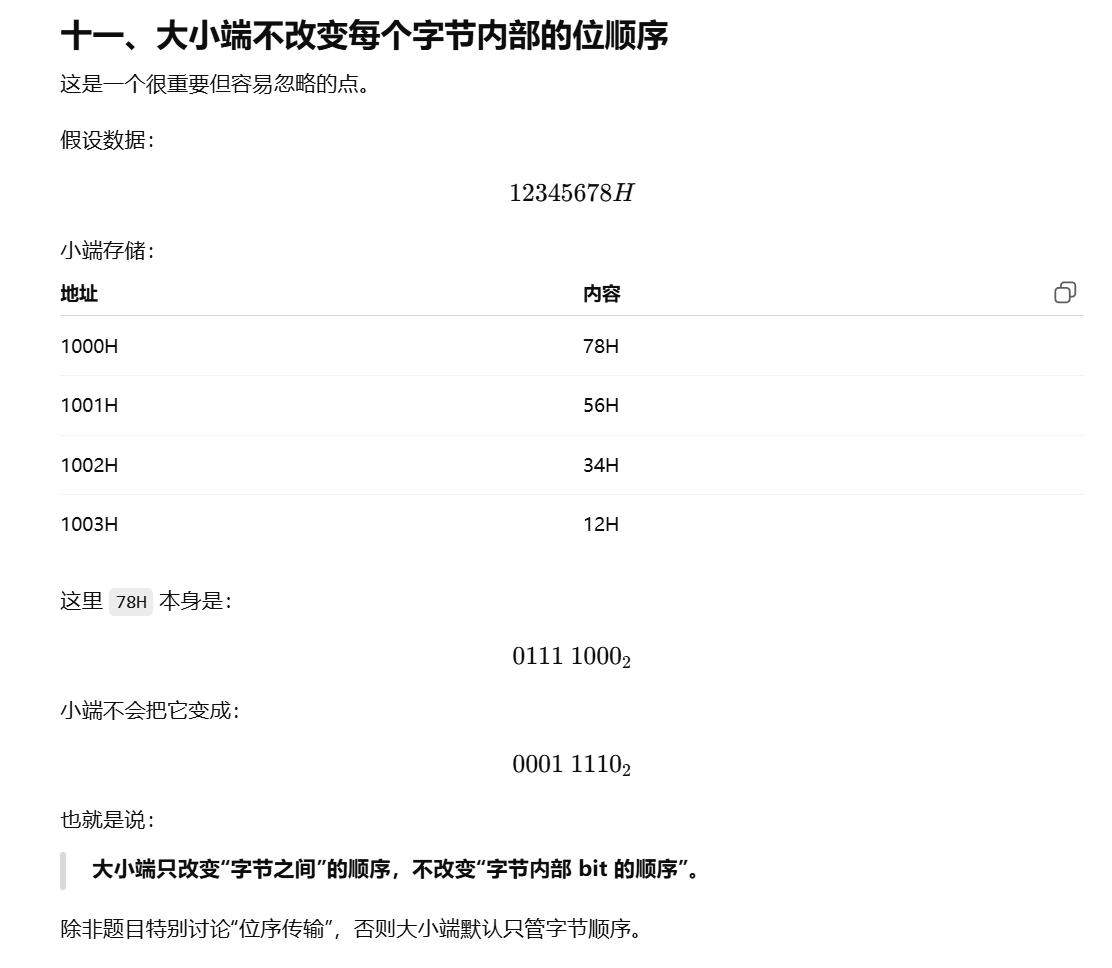 十一、大小端不改变每个字节内部的位顺序
这是一个很重要但容易忽略的点。
假设数据：
12345678H
小端存储：
地址 内容
1000H 78H
1001H 56H
1002H 34H
1003H 12H
这里 78H 本身是：
0111 1000₂
小端不会把它变成：
0001 1110₂
也就是说：
大小端只改变“字节之间”的顺序，不改变“字节内部 bit 的顺序”。
除非题目特别讨论“位序传输”，否则大小端默认只管字节顺序。